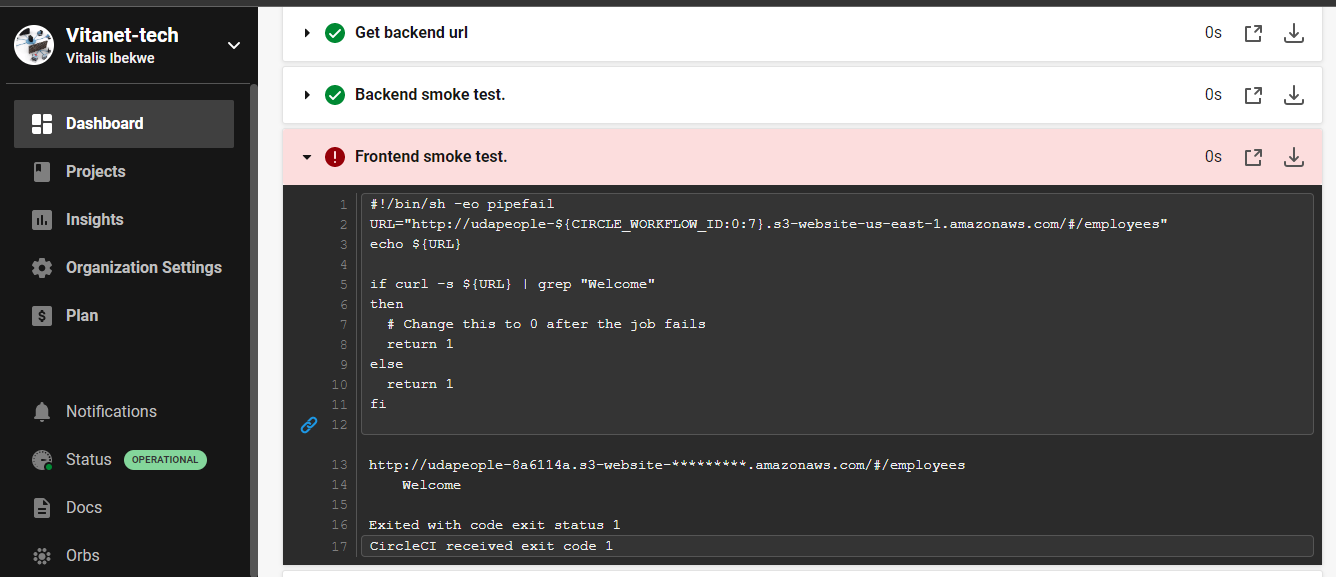 Vitanet-tech
Vitalis Ibekwe
Dashboard
Projects
Insights
Organization Settings
Plan
Notifications
Status OPERATIONAL
Docs
Orbs
Get backend url 0s
Backend smoke test. 0s
Frontend smoke test. 0s
1 #!/bin/sh -eo pipefail
2 URL="http://udapeople-${CIRCLE_WORKFLOW_ID:0:7}.s3-website-us-east-1.amazonaws.com/#/employees"
3 echo ${URL}
4
5 if curl -s ${URL} | grep "Welcome"
6 then
7   # Change this to 0 after the job fails
8   return 1
9 else
10   return 1
11 fi
12
13 http://udapeople-8a6114a.s3-website-*********.amazonaws.com/#/employees
14     Welcome
15
16 Exited with code exit status 1
17 CircleCI received exit code 1